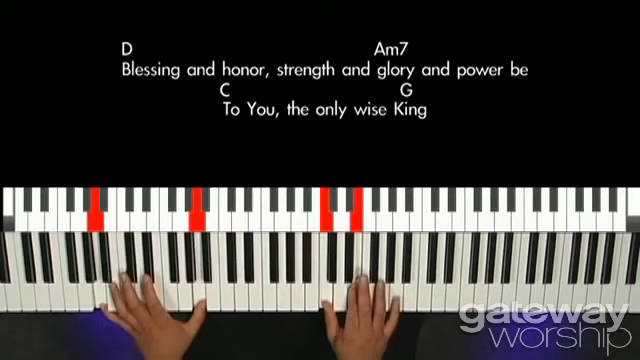 D Am7
Blessing and honor, strength and glory and power be
C G
To You, the only wise King
gateway
worship